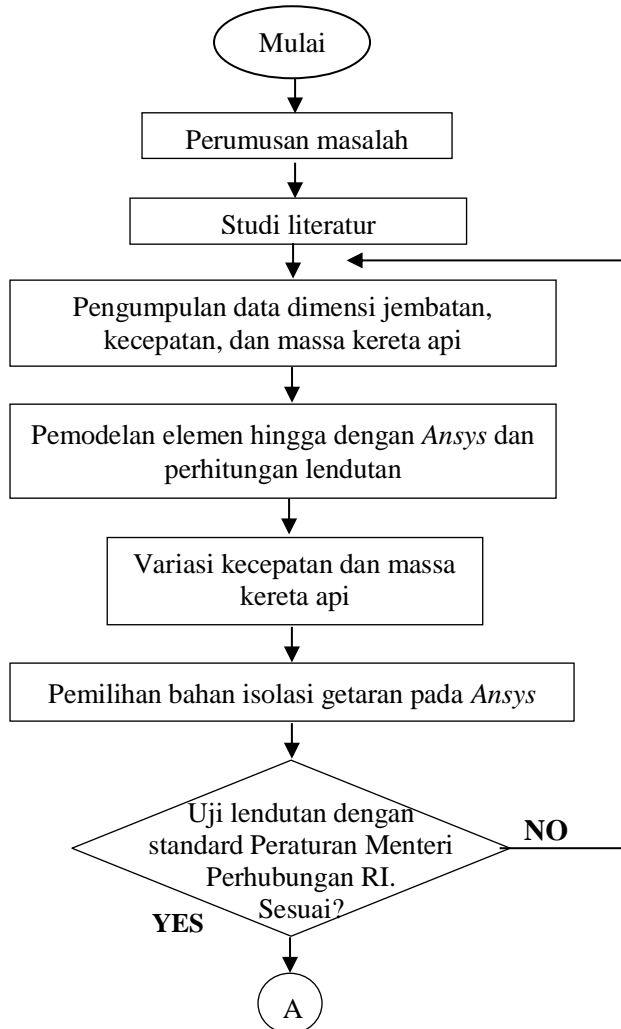 Mulai
Perumusan masalah
Studi literatur
Pengumpulan data dimensi jembatan,
kecepatan, dan massa kereta api
Pemodelan elemen hingga dengan Ansys dan
perhitungan lendutan
Variasi kecepatan dan massa
kereta api
Pemilihan bahan isolasi getaran pada Ansys
Uji lendutan dengan
standard Peraturan Menteri
Perhubungan RI.
Sesuai?
NO
YES
A